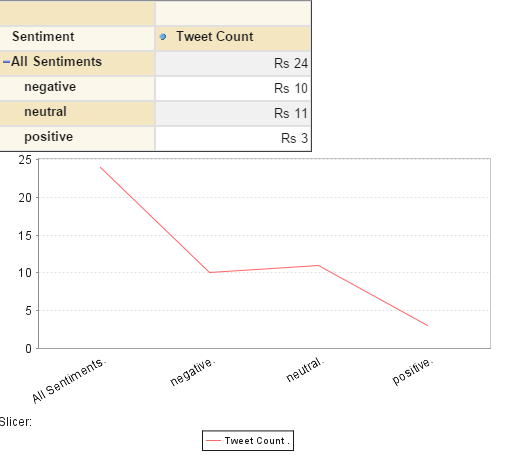 Sentiment Tweet Count
All Sentiments Rs 24
negative Rs 10
neutral Rs 11
positive Rs 3
25
20
15
10
5
0
All Sentiments. negative. neutral. positive.
Slicer:
Tweet Count .